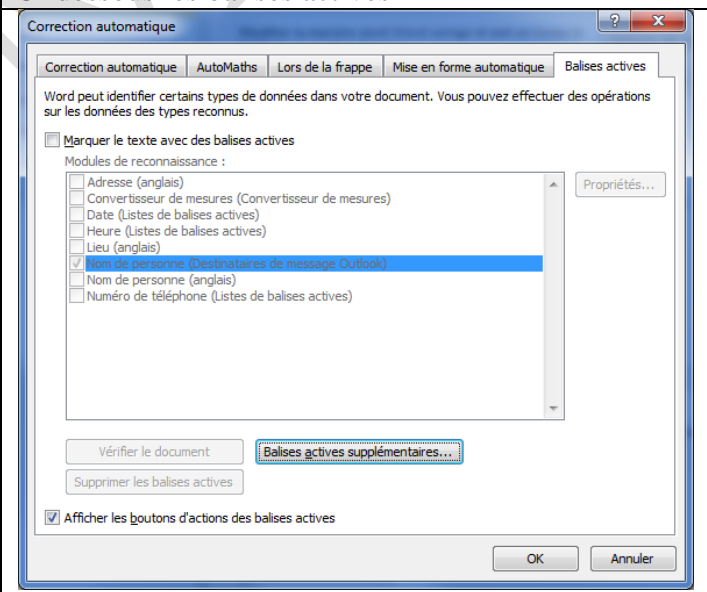 Correction automatique
Correction automatique AutoMaths Lors de la frappe Mise en forme automatique Balises actives
Word peut identifier certains types de données dans votre document. Vous pouvez effectuer des opérations
sur les données des types reconnus.
Marquer le texte avec des balises actives
Modules de reconnaissance :
Adresse (anglais)
Propriétés...
Convertisseur de mesures (Convertisseur de mesures)
Date (Listes de balises actives)
Heure (Listes de balises actives)
Lieu (anglais)
Nom de personne (Destinataires de message Outlook)
Nom de personne (anglais)
Numéro de téléphone (Listes de balises actives)
Vérifier le document Balises actives supplémentaires...
Supprimer les balises actives
Afficher les boutons d'actions des balises actives
OK Annuler